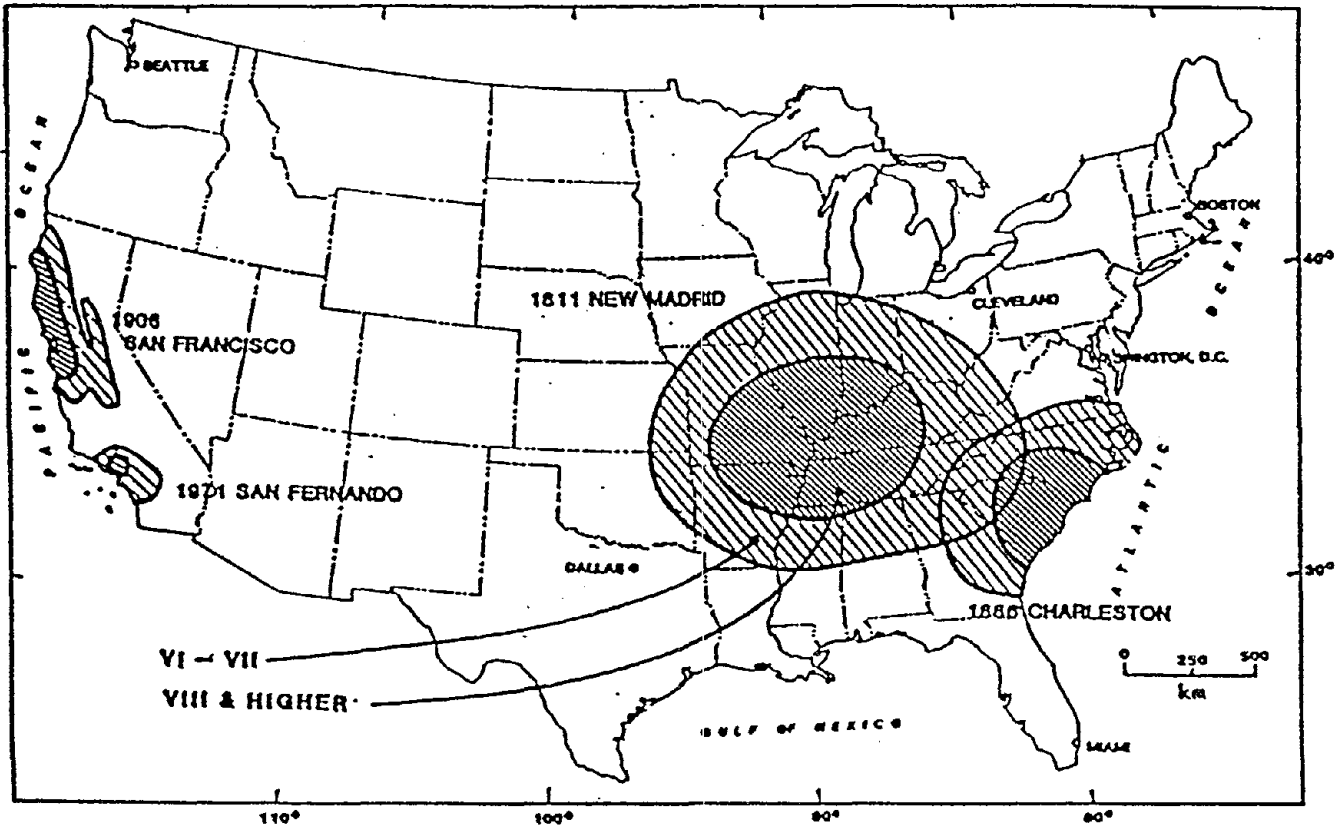 SEATTLE
OCEAN
PACIFIC
1906
SAN FRANCISCO
1971 SAN FERNANDO
1811 NEW MADRID
CLEVELAND
BOSTON
OCEAN
ATLANTIC
40°
30°
DALLAS
1886 CHARLESTON
VI – VII
VIII & HIGHER
GULF OF MEXICO
MIAMI
0 250 500
km
110° 100° 90° 80°